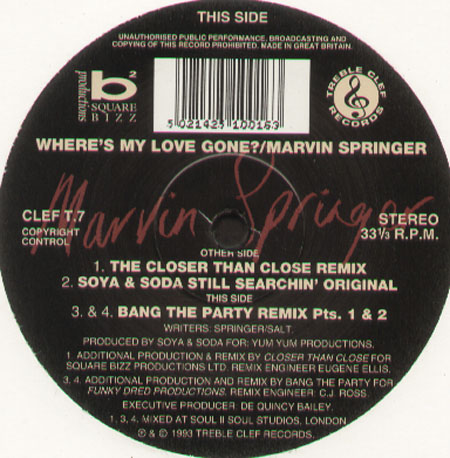 THIS SIDE
UNAUTHORISED PUBLIC PERFORMANCE, BROADCASTING AND
COPYING OF THIS RECORD PROHIBITED. MADE IN GREAT BRITAIN.
b2
productions
SQUARE
BIZZ
5 021425 100169
TREBLE CLEF
RECORDS
WHERE'S MY LOVE GONE?/MARVIN SPRINGER
Marvin Springer
CLEF T.7
COPYRIGHT
CONTROL
STEREO
33⅓ R.P.M.
OTHER SIDE
1. THE CLOSER THAN CLOSE REMIX
2. SOYA & SODA STILL SEARCHIN' ORIGINAL
THIS SIDE
3. & 4. BANG THE PARTY REMIX Pts. 1 & 2
WRITERS: SPRINGER/SALT.
PRODUCED BY SOYA & SODA FOR: YUM YUM PRODUCTIONS.
1. ADDITIONAL PRODUCTION & REMIX BY CLOSER THAN CLOSE FOR
SQUARE BIZZ PRODUCTIONS LTD. REMIX ENGINEER EUGENE ELLIS.
3, 4. ADDITIONAL PRODUCTION AND REMIX BY BANG THE PARTY FOR
FUNKY DRED PRODUCTIONS. REMIX ENGINEER: C.J. ROSS.
EXECUTIVE PRODUCER: DE QUINCY BAILEY.
1, 3, 4. MIXED AT SOUL II SOUL STUDIOS, LONDON
℗ & © 1993 TREBLE CLEF RECORDS.